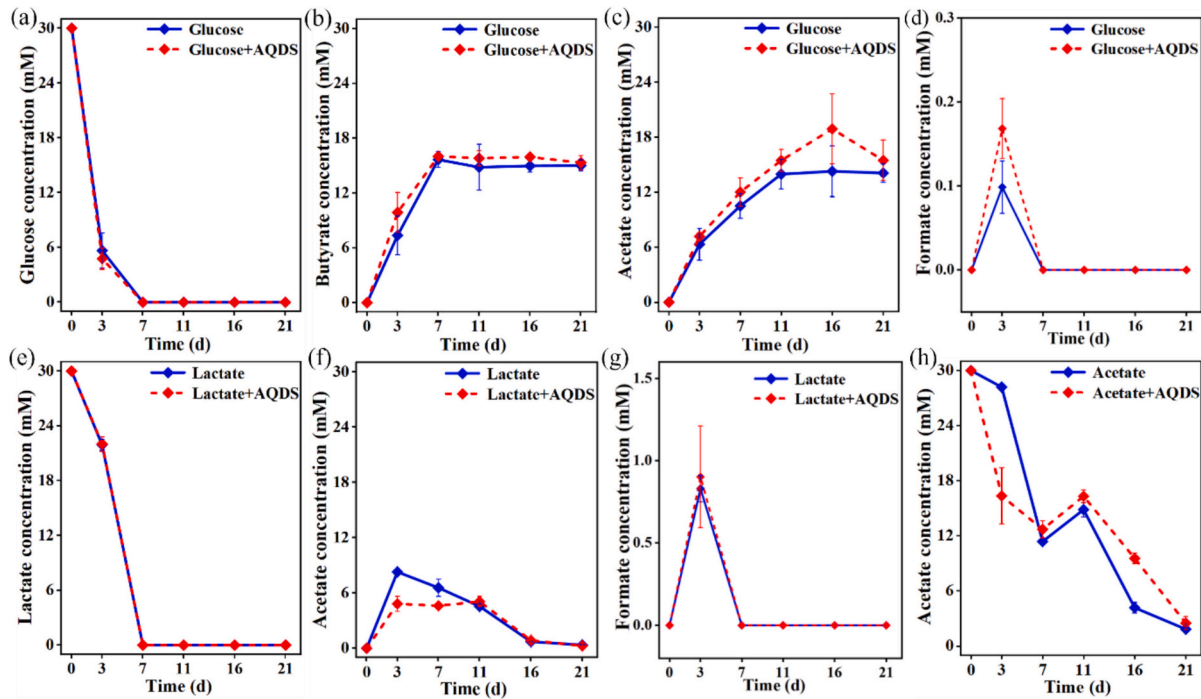 (a)
Glucose concentration (mM)
30
24
18
12
6
0
Glucose
Glucose+AQDS
0 3 7 11 16 21
Time (d)
(b)
Butyrate concentration (mM)
30
24
18
12
6
0
Glucose
Glucose+AQDS
0 3 7 11 16 21
Time (d)
(c)
Acetate concentration (mM)
30
24
18
12
6
0
Glucose
Glucose+AQDS
0 3 7 11 16 21
Time (d)
(d)
Formate concentration (mM)
0.3
0.2
0.1
0.0
Glucose
Glucose+AQDS
0 3 7 11 16 21
Time (d)
(e)
Lactate concentration (mM)
30
24
18
12
6
0
Lactate
Lactate+AQDS
0 3 7 11 16 21
Time (d)
(f)
Acetate concentration (mM)
30
24
18
12
6
0
Lactate
Lactate+AQDS
0 3 7 11 16 21
Time (d)
(g)
Formate concentration (mM)
1.5
1.0
0.5
0.0
Lactate
Lactate+AQDS
0 3 7 11 16 21
Time (d)
(h)
Acetate concentration (mM)
30
24
18
12
6
0
Acetate
Acetate+AQDS
0 3 7 11 16 21
Time (d)